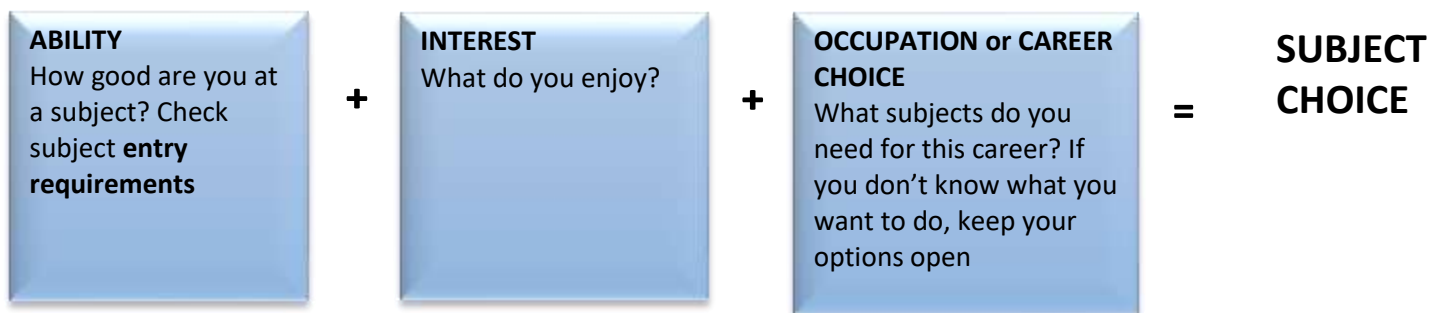 ABILITY
How good are you at
a subject? Check
subject entry
requirements
+
INTEREST
What do you enjoy?
+
OCCUPATION or CAREER
CHOICE
What subjects do you
need for this career? If
you don’t know what you
want to do, keep your
options open
=
SUBJECT
CHOICE